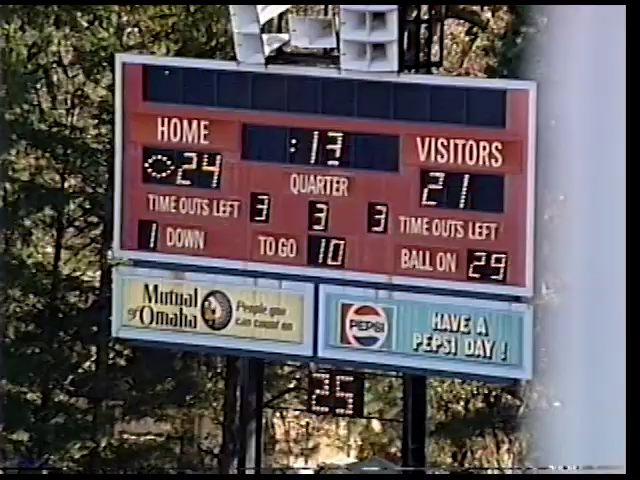 HOME :13 VISITORS
24 QUARTER 21
TIME OUTS LEFT 3 3 3 TIME OUTS LEFT
1 DOWN TO GO 10 BALL ON 29
Mutual of Omaha People you can count on
PEPSI HAVE A PEPSI DAY!
25